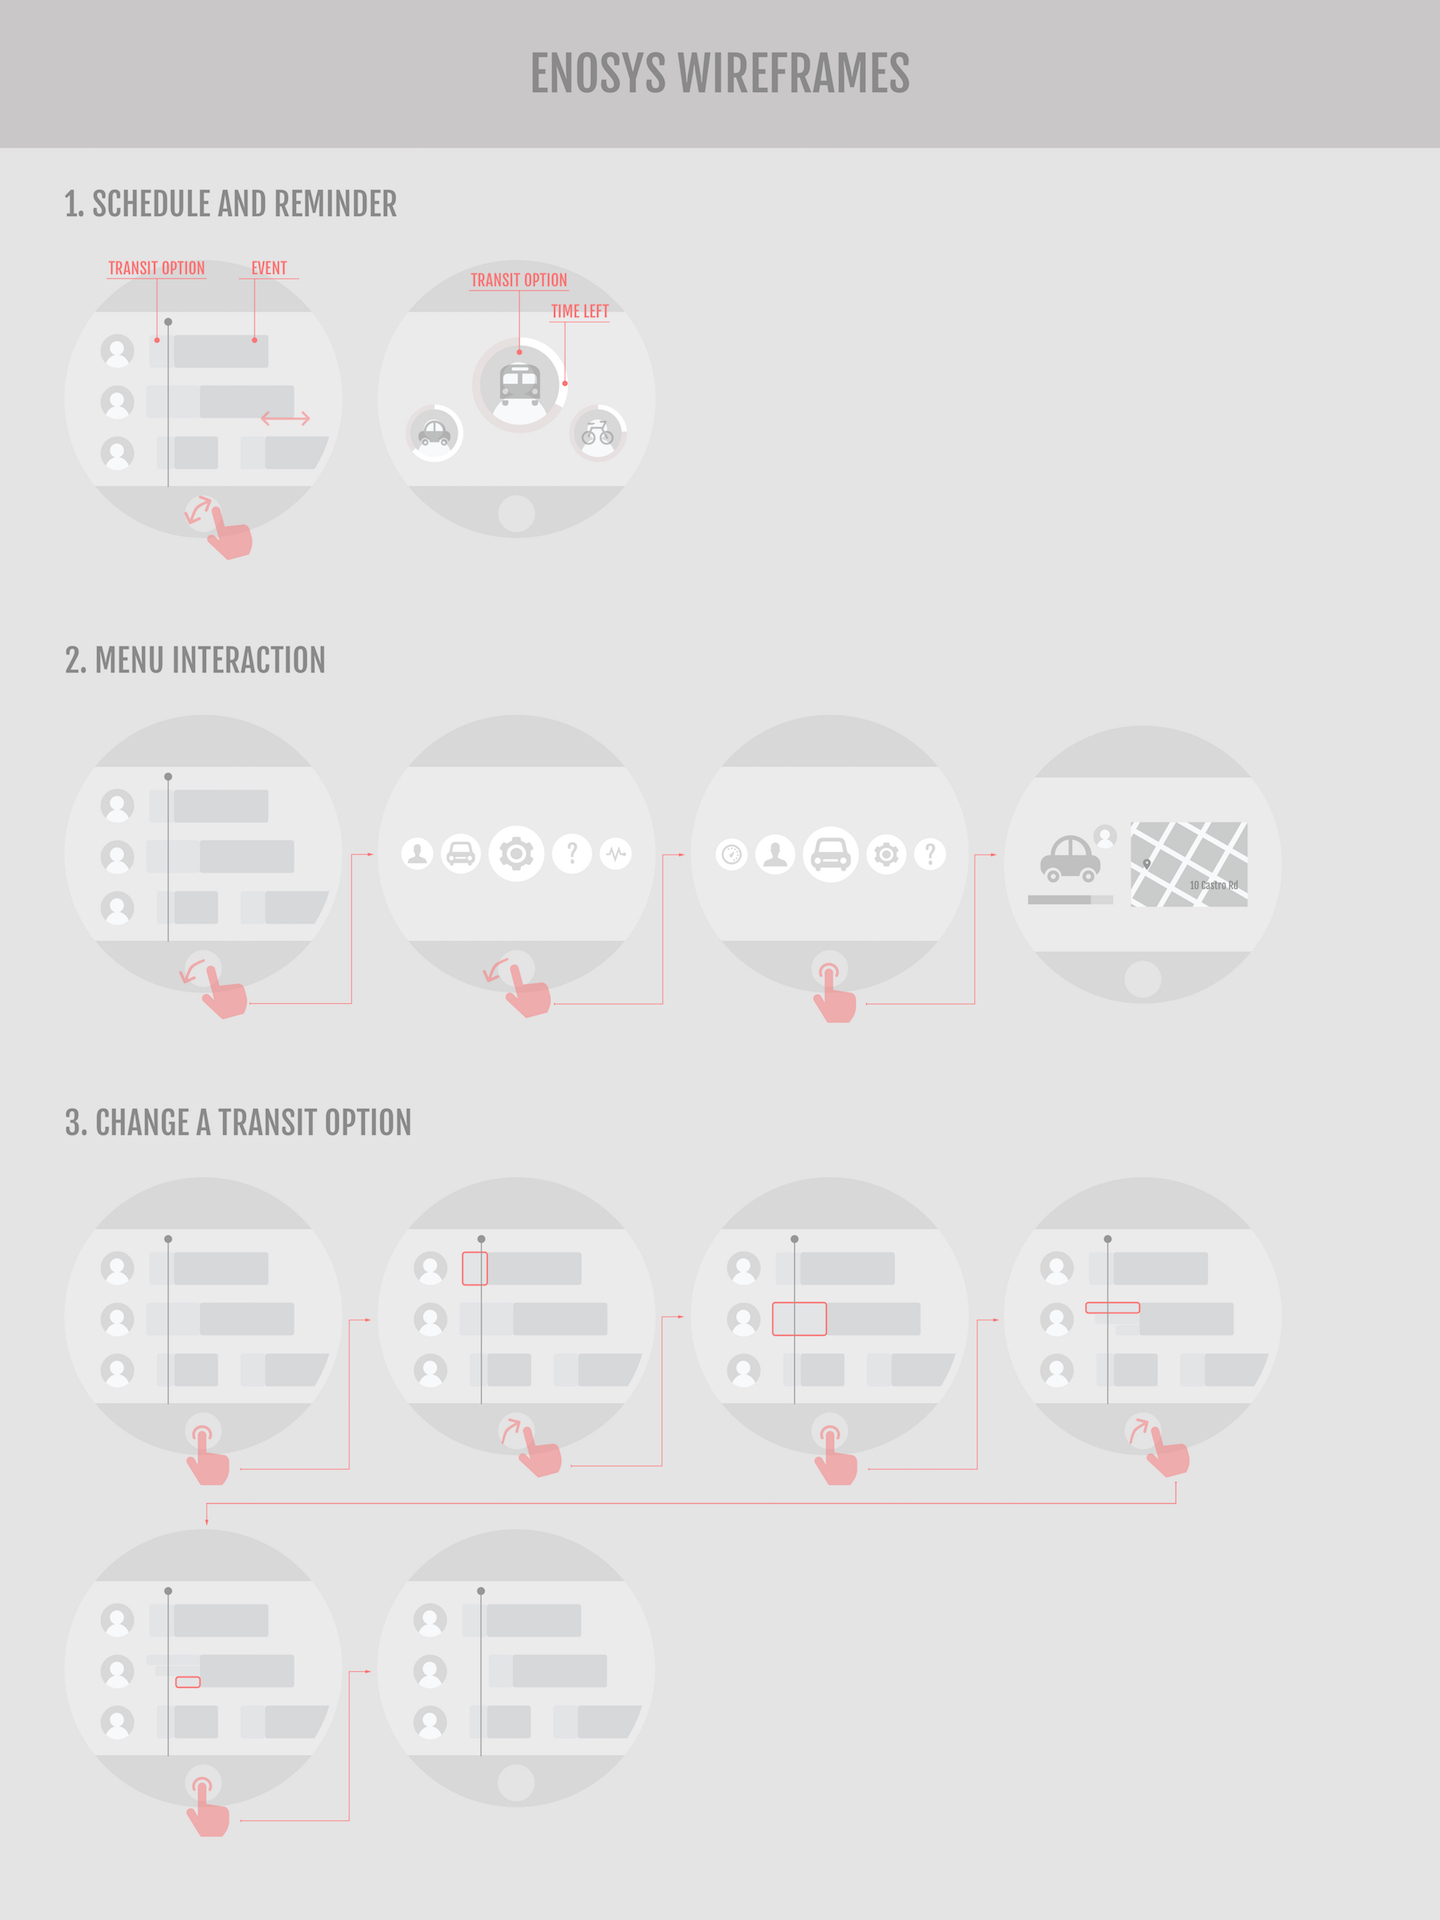 ENOSYS WIREFRAMES
1. SCHEDULE AND REMINDER
TRANSIT OPTION
EVENT
TRANSIT OPTION
TIME LEFT
2. MENU INTERACTION
?
?
10 Castro Rd
3. CHANGE A TRANSIT OPTION